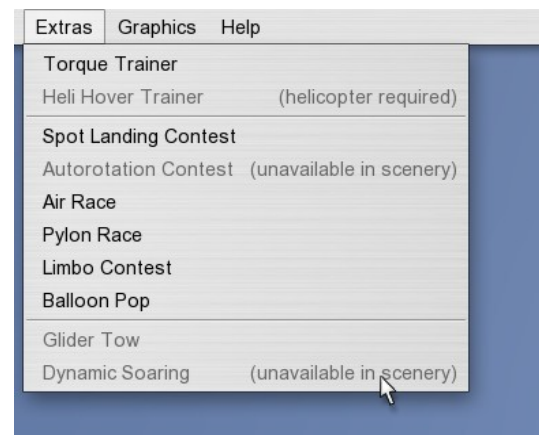 Extras Graphics Help
Torque Trainer
Heli Hover Trainer (helicopter required)
Spot Landing Contest
Autorotation Contest (unavailable in scenery)
Air Race
Pylon Race
Limbo Contest
Balloon Pop
Glider Tow
Dynamic Soaring (unavailable in scenery)